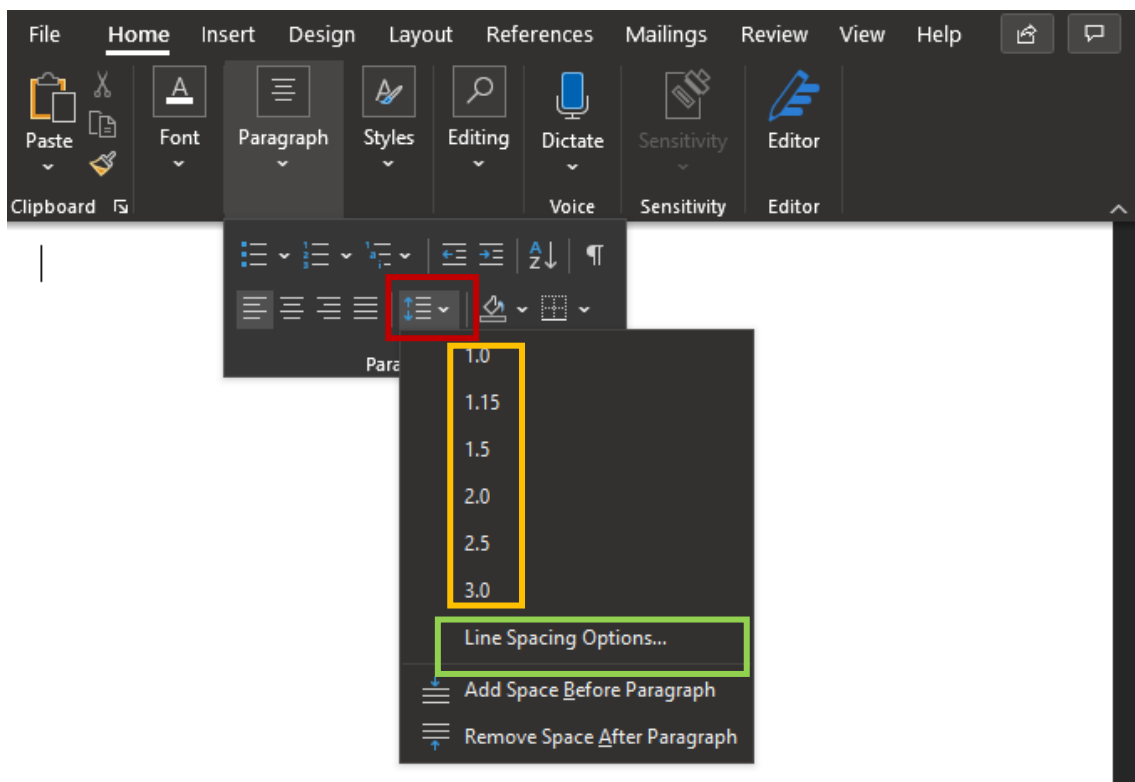 File Home Insert Design Layout References Mailings Review View Help
Paste Font Paragraph Styles Editing Dictate Sensitivity Editor
Clipboard Voice Sensitivity Editor
Para
1.0
1.15
1.5
2.0
2.5
3.0
Line Spacing Options...
Add Space Before Paragraph
Remove Space After Paragraph